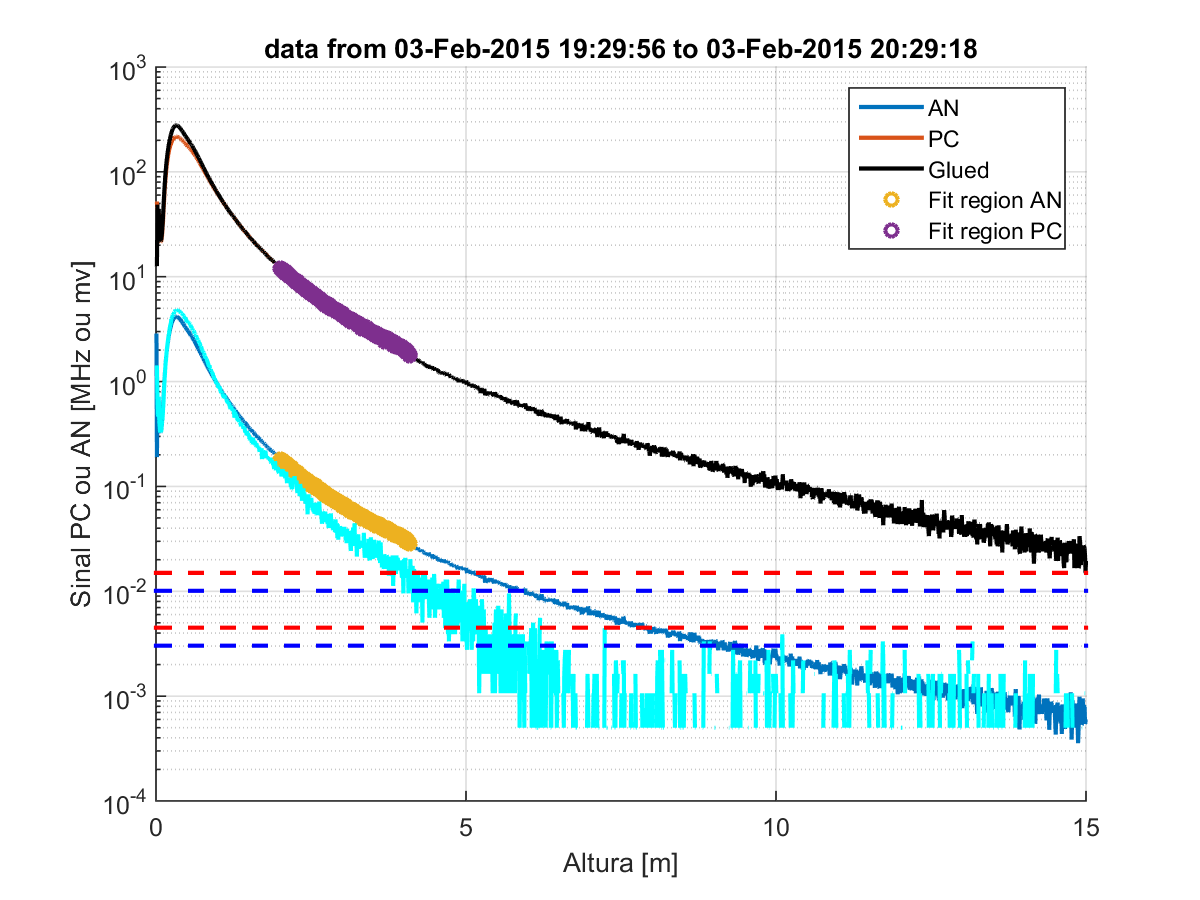 data from 03-Feb-2015 19:29:56 to 03-Feb-2015 20:29:18
Sinal PC ou AN [MHz ou mv]
10^3
10^2
10^1
10^0
10^-1
10^-2
10^-3
10^-4
AN
PC
Glued
Fit region AN
Fit region PC
0 5 10 15
Altura [m]